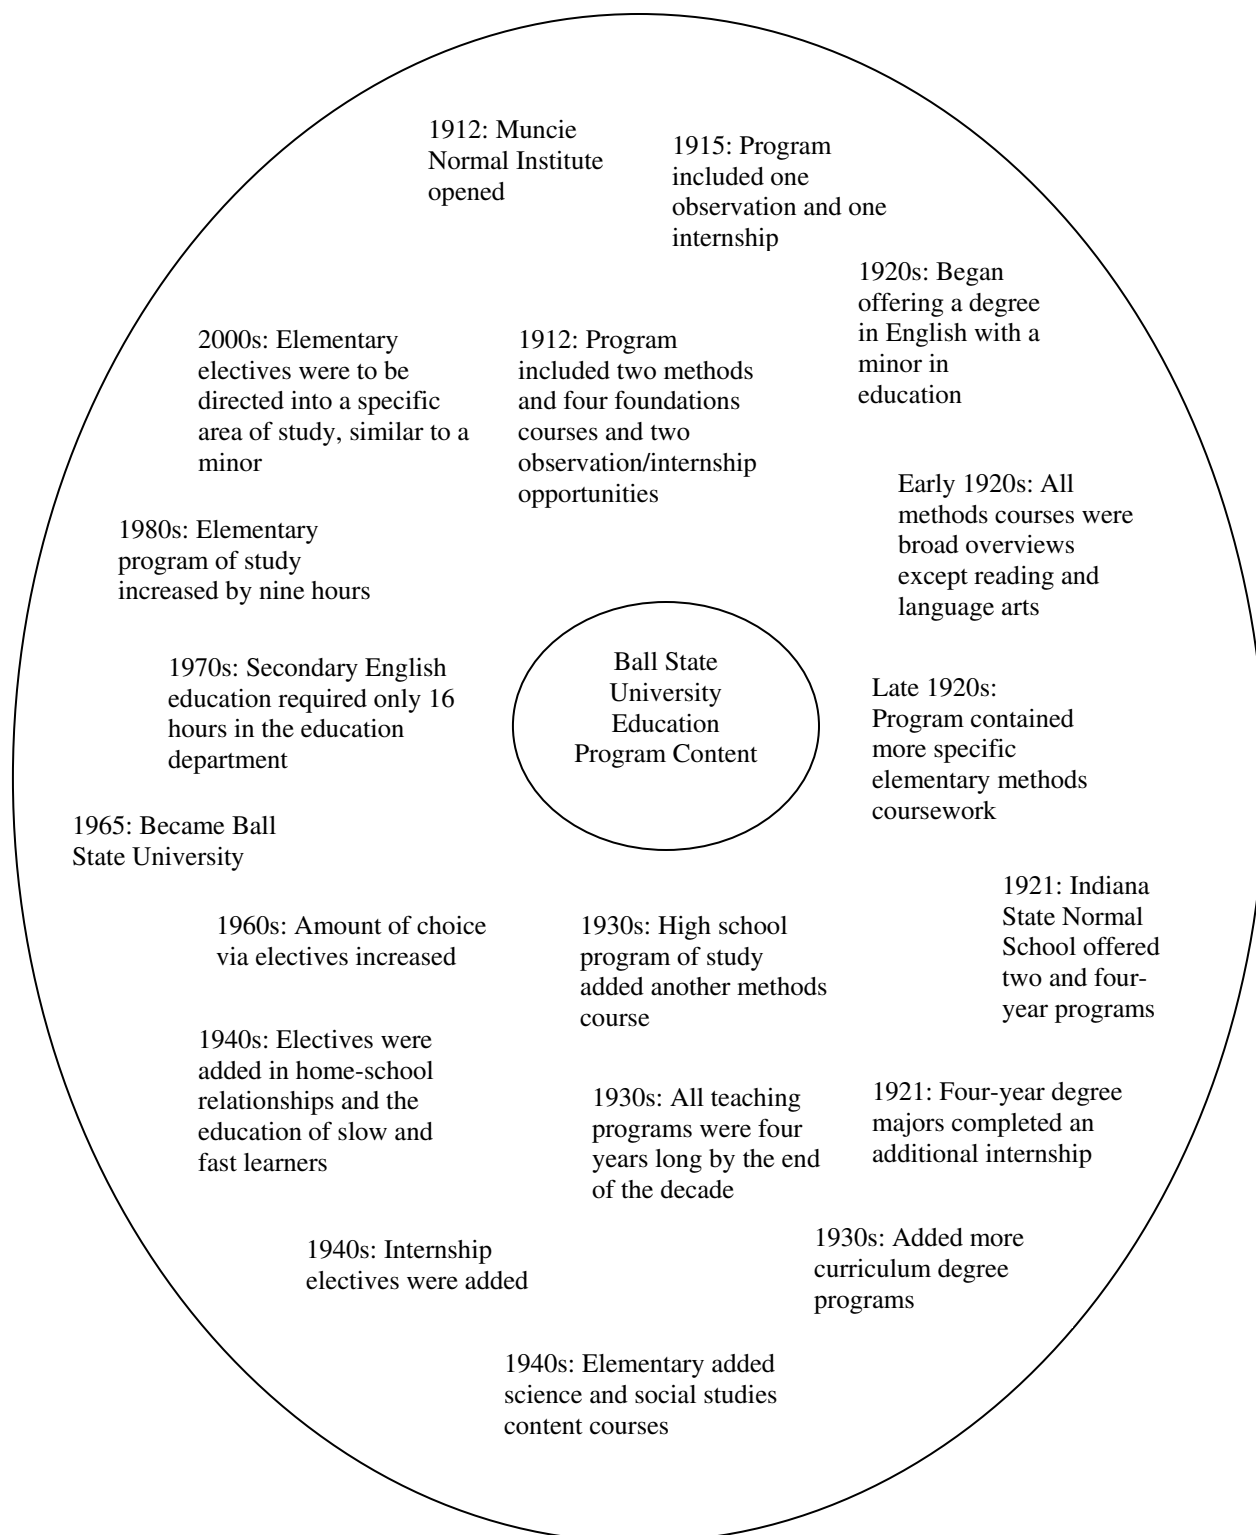 1912: Muncie
Normal Institute
opened
1915: Program
included one
observation and one
internship
1920s: Began
offering a degree
in English with a
minor in
education
2000s: Elementary
electives were to be
directed into a specific
area of study, similar to a
minor
1912: Program
included two methods
and four foundations
courses and two
observation/internship
opportunities
Early 1920s: All
methods courses were
broad overviews
except reading and
language arts
1980s: Elementary
program of study
increased by nine hours
Ball State
University
Education
Program Content
1970s: Secondary English
education required only 16
hours in the education
department
Late 1920s:
Program contained
more specific
elementary methods
coursework
1965: Became Ball
State University
1921: Indiana
State Normal
School offered
two and four-
year programs
1960s: Amount of choice
via electives increased
1930s: High school
program of study
added another methods
course
1940s: Electives were
added in home-school
relationships and the
education of slow and
fast learners
1930s: All teaching
programs were four
years long by the end
of the decade
1921: Four-year degree
majors completed an
additional internship
1940s: Internship
electives were added
1930s: Added more
curriculum degree
programs
1940s: Elementary added
science and social studies
content courses